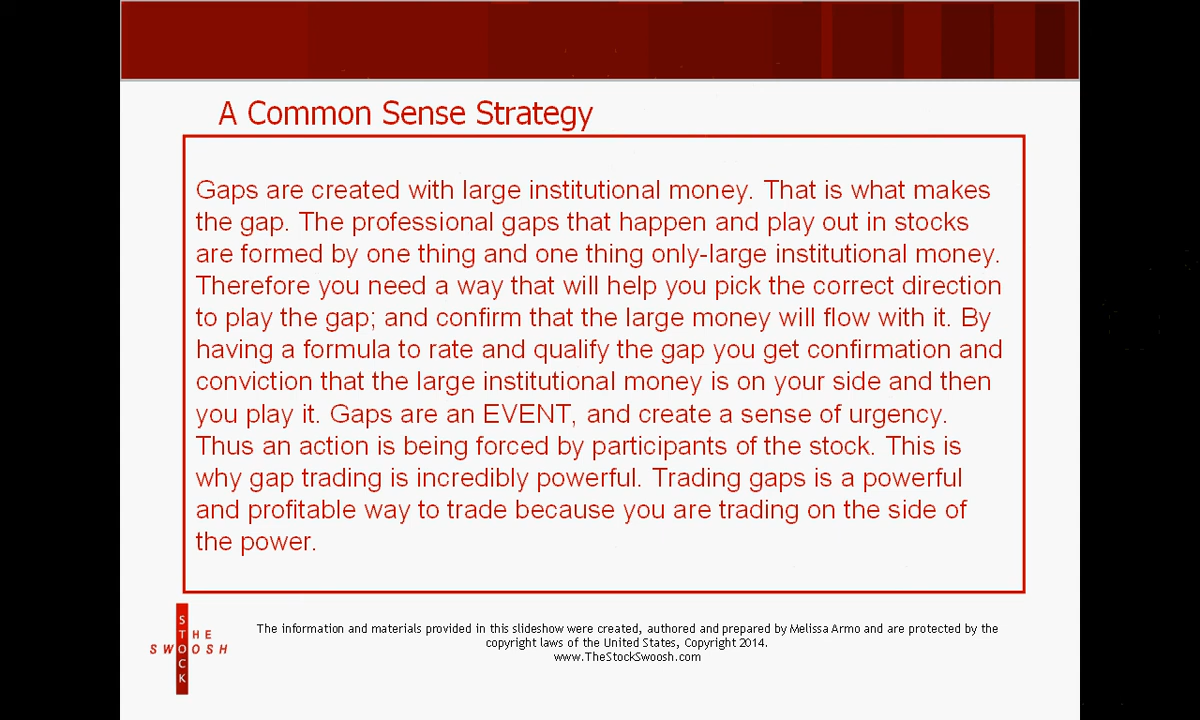 A Common Sense Strategy
Gaps are created with large institutional money. That is what makes
the gap. The professional gaps that happen and play out in stocks
are formed by one thing and one thing only-large institutional money.
Therefore you need a way that will help you pick the correct direction
to play the gap; and confirm that the large money will flow with it. By
having a formula to rate and qualify the gap you get confirmation and
conviction that the large institutional money is on your side and then
you play it. Gaps are an EVENT, and create a sense of urgency.
Thus an action is being forced by participants of the stock. This is
why gap trading is incredibly powerful. Trading gaps is a powerful
and profitable way to trade because you are trading on the side of
the power.
THE
STOCK
SWOOSH
The information and materials provided in this slideshow were created, authored and prepared by Melissa Armo and are protected by the
copyright laws of the United States, Copyright 2014.
www.TheStockSwoosh.com